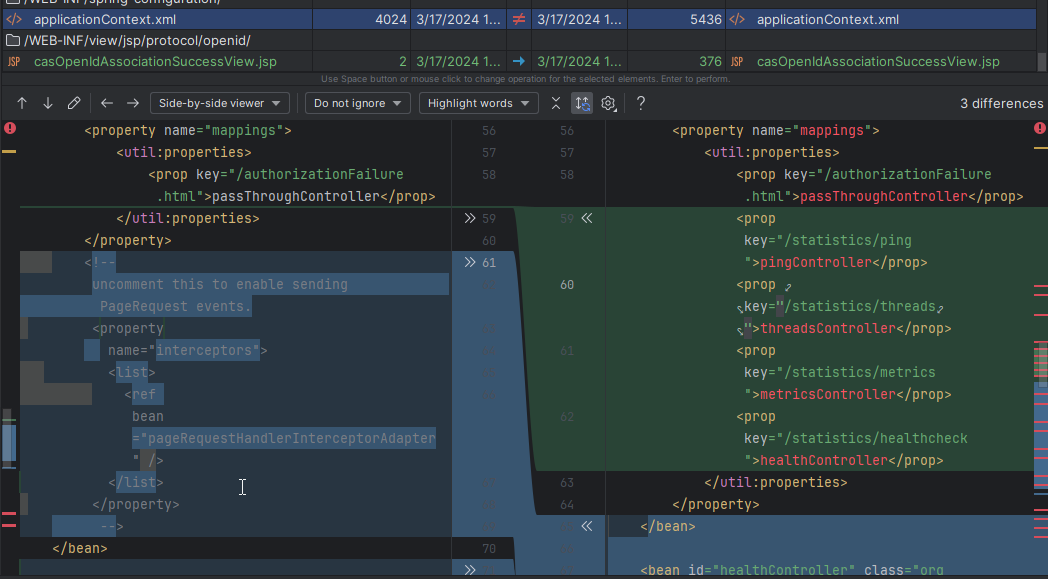 /WEB-INF/spring-configuration/
</> applicationContext.xml 4024 3/17/2024 1... ≠ 3/17/2024 1... 5436 </> applicationContext.xml
/WEB-INF/view/jsp/protocol/openid/
JSP casOpenIdAssociationSuccessView.jsp 2 3/17/2024 1... → 3/17/2024 1... 376 JSP casOpenIdAssociationSuccessView.jsp
Use Space button or mouse click to change operation for the selected elements. Enter to perform.
Side-by-side viewer Do not ignore Highlight words ? 3 differences
<property name="mappings"> 56
<util:properties> 57
<prop key="/authorizationFailure 58
.html">passThroughController</prop>
</util:properties> >> 59
</property> 60
<!-- >> 61
uncomment this to enable sending
PageRequest events.
<property
name="interceptors">
<list>
<ref
bean
="pageRequestHandlerInterceptorAdapter
" />
</list>
</property>
-->
</bean> 70
>>
56 <property name="mappings">
57 <util:properties>
58 <prop key="/authorizationFailure
.html">passThroughController</prop>
59 << <prop
key="/statistics/ping
">pingController</prop>
60 <prop
key="/statistics/threads
">threadsController</prop>
61 <prop
key="/statistics/metrics
">metricsController</prop>
62 <prop
key="/statistics/healthcheck
">healthController</prop>
63 </util:properties>
64 </property>
<< </bean>
<bean id="healthController" class="org